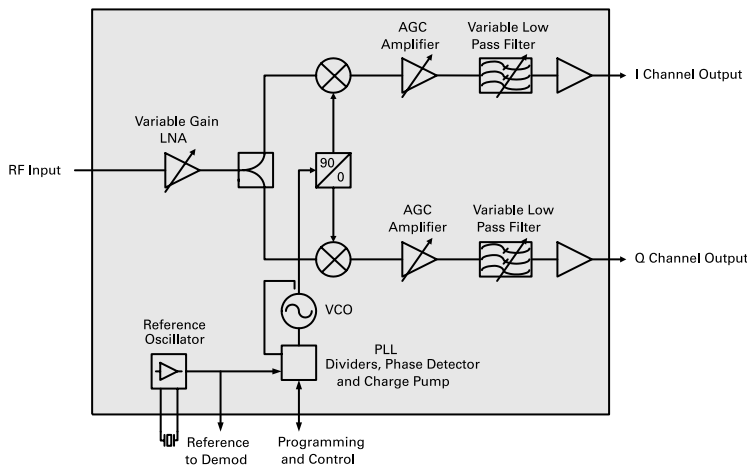 AGC
Amplifier
Variable Low
Pass Filter
I Channel Output
Variable Gain
LNA
RF Input
90
0
AGC
Amplifier
Variable Low
Pass Filter
Q Channel Output
VCO
Reference
Oscillator
PLL
Dividers, Phase Detector
and Charge Pump
Reference
to Demod
Programming
and Control